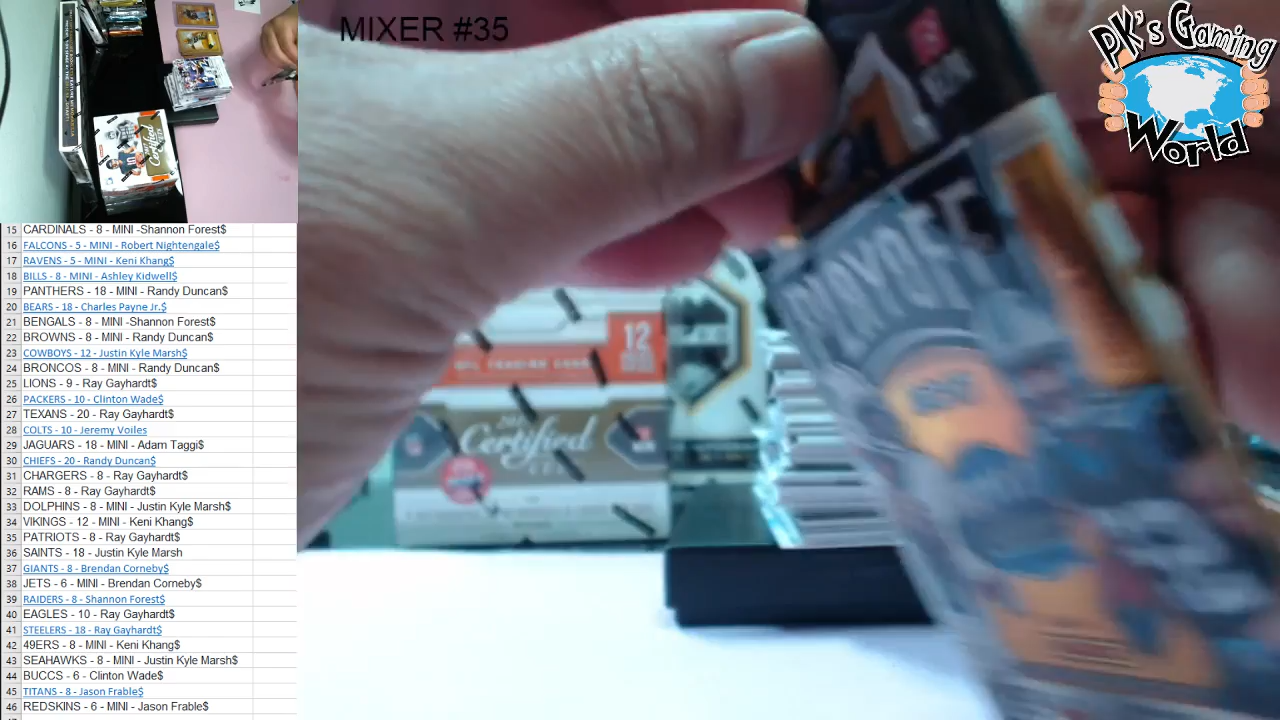 MIXER #35
PK's Gaming
World
15 CARDINALS - 8 - MINI -Shannon Forest$
16 FALCONS - 5 - MINI - Robert Nightengale$
17 RAVENS - 5 - MINI - Keni Khang$
18 BILLS - 8 - MINI - Ashley Kidwell$
19 PANTHERS - 18 - MINI - Randy Duncan$
20 BEARS - 18 - Charles Payne Jr.$
21 BENGALS - 8 - MINI -Shannon Forest$
22 BROWNS - 8 - MINI - Randy Duncan$
23 COWBOYS - 12 - Justin Kyle Marsh$
24 BRONCOS - 8 - MINI - Randy Duncan$
25 LIONS - 9 - Ray Gayhardt$
26 PACKERS - 10 - Clinton Wade$
27 TEXANS - 20 - Ray Gayhardt$
28 COLTS - 10 - Jeremy Voiles
29 JAGUARS - 18 - MINI - Adam Taggi$
30 CHIEFS - 20 - Randy Duncan$
31 CHARGERS - 8 - Ray Gayhardt$
32 RAMS - 8 - Ray Gayhardt$
33 DOLPHINS - 8 - MINI - Justin Kyle Marsh$
34 VIKINGS - 12 - MINI - Keni Khang$
35 PATRIOTS - 8 - Ray Gayhardt$
36 SAINTS - 18 - Justin Kyle Marsh
37 GIANTS - 8 - Brendan Corneby$
38 JETS - 6 - MINI - Brendan Corneby$
39 RAIDERS - 8 - Shannon Forest$
40 EAGLES - 10 - Ray Gayhardt$
41 STEELERS - 18 - Ray Gayhardt$
42 49ERS - 8 - MINI - Keni Khang$
43 SEAHAWKS - 8 - MINI - Justin Kyle Marsh$
44 BUCCS - 6 - Clinton Wade$
45 TITANS - 8 - Jason Frable$
46 REDSKINS - 6 - MINI - Jason Frable$
12
NFL TRADING CARDS
Certified
Certified